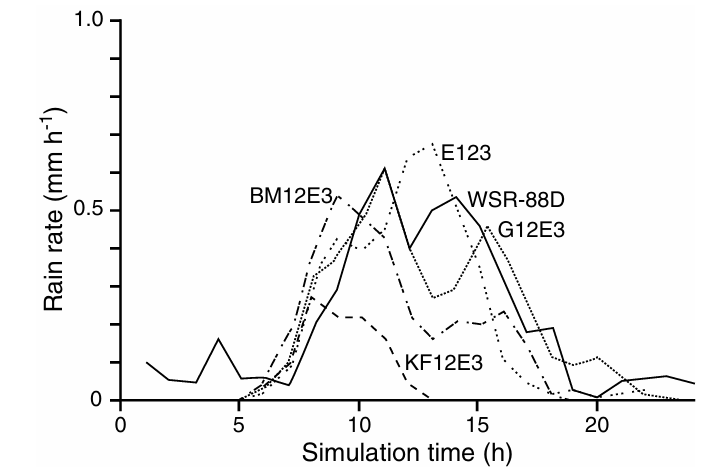 1.0
E123
BM12E3
WSR-88D
0.5
G12E3
Rain rate (mm h-1)
KF12E3
0
0 5 10 15 20
Simulation time (h)